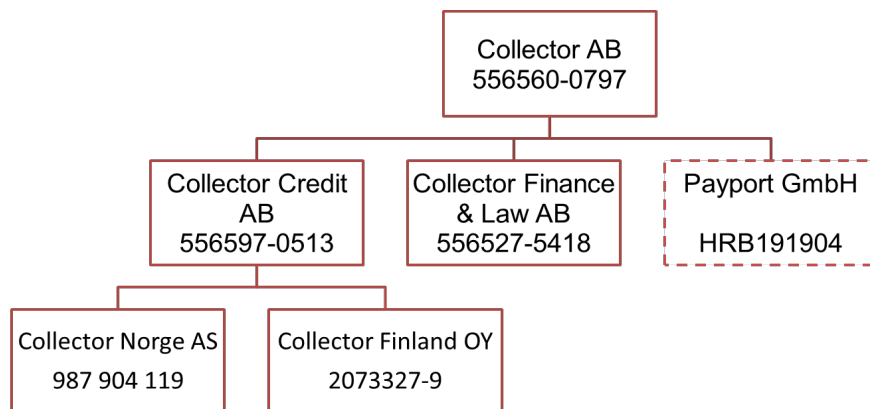 Collector AB
556560-0797
Collector Credit
AB
556597-0513
Collector Finance
& Law AB
556527-5418
Payport GmbH
HRB191904
Collector Norge AS
987 904 119
Collector Finland OY
2073327-9